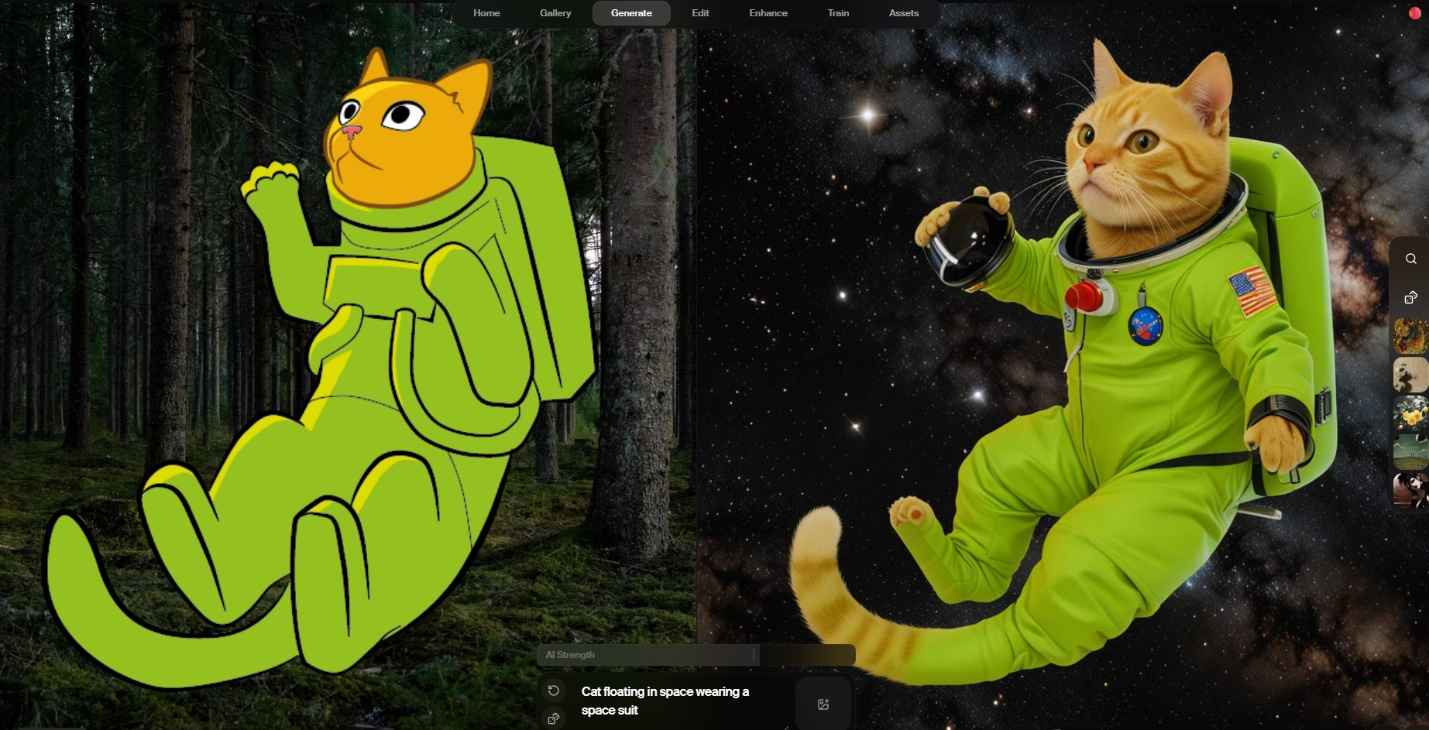 Home
Gallery
Generate
Edit
Enhance
Train
Assets
AI Strength
Cat floating in space wearing a
space suit